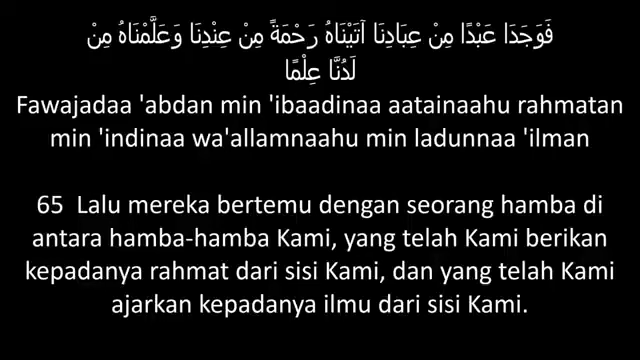 فَوَجَدَا عَبْدًا مِنْ عِبَادِنَا آتَيْنَاهُ رَحْمَةً مِنْ عِنْدِنَا وَعَلَّمْنَاهُ مِنْ
لَدُنَّا عِلْمًا
Fawajadaa 'abdan min 'ibaadinaa aatainaahu rahmatan
min 'indinaa wa'allamnaahu min ladunnaa 'ilman
65 Lalu mereka bertemu dengan seorang hamba di
antara hamba-hamba Kami, yang telah Kami berikan
kepadanya rahmat dari sisi Kami, dan yang telah Kami
ajarkan kepadanya ilmu dari sisi Kami.